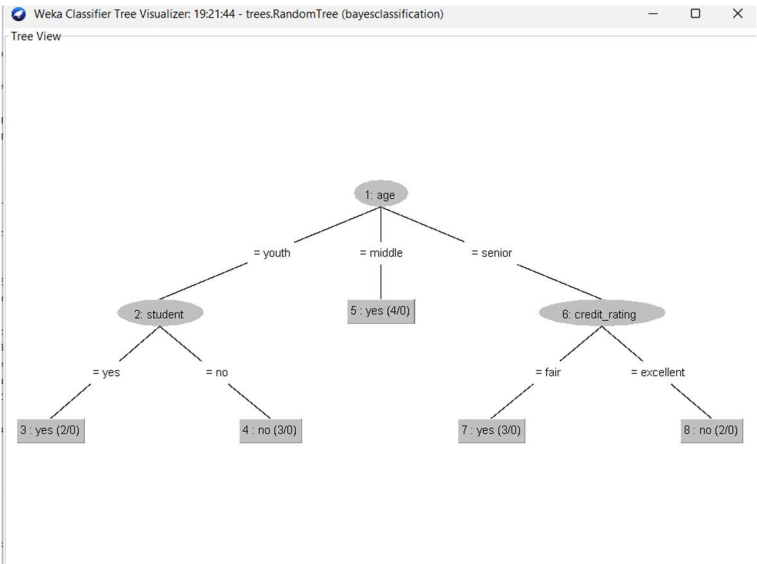 Weka Classifier Tree Visualizer: 19:21:44 - trees.RandomTree (bayesclassification)
Tree View
1: age
= youth
= middle
= senior
2: student
5 : yes (4/0)
6: credit_rating
= yes
= no
= fair
= excellent
3 : yes (2/0)
4 : no (3/0)
7 : yes (3/0)
8 : no (2/0)